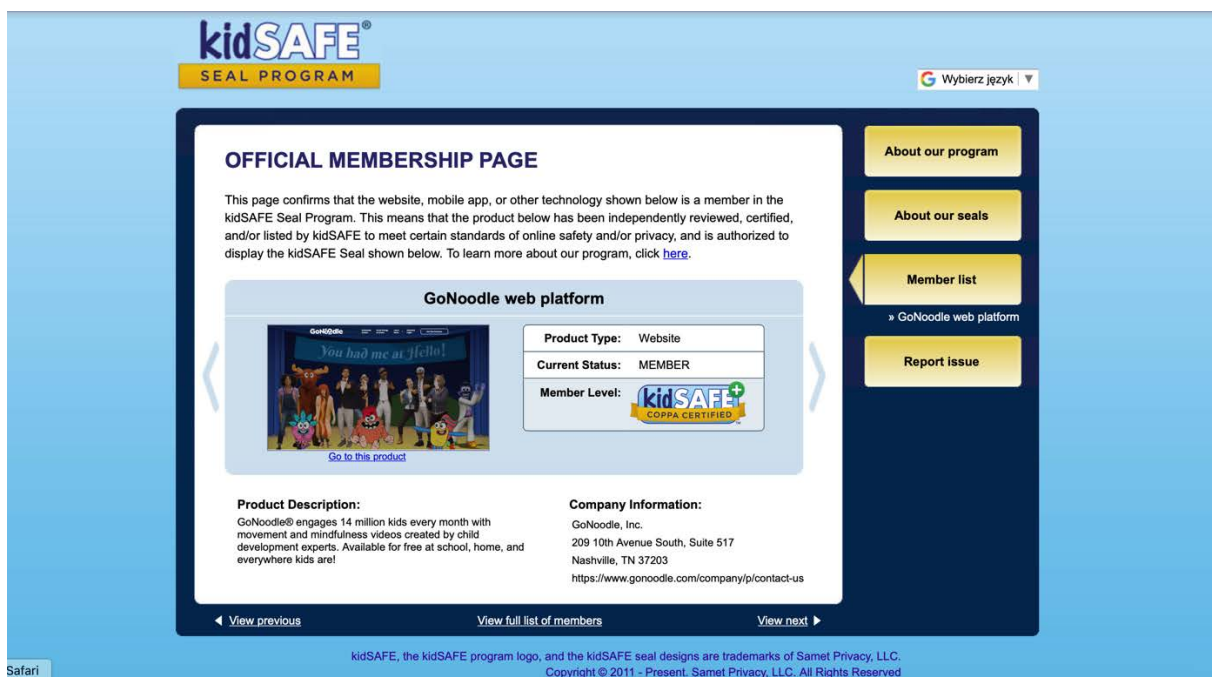 kidSAFE®
SEAL PROGRAM
Wybierz język ▼
OFFICIAL MEMBERSHIP PAGE
This page confirms that the website, mobile app, or other technology shown below is a member in the
kidSAFE Seal Program. This means that the product below has been independently reviewed, certified,
and/or listed by kidSAFE to meet certain standards of online safety and/or privacy, and is authorized to
display the kidSAFE Seal shown below. To learn more about our program, click here.
GoNoodle web platform
GoNoodle
You had me at Hello!
Go to this product
Product Type: Website
Current Status: MEMBER
Member Level:
kidSAFE+
COPPA CERTIFIED
Product Description:
GoNoodle® engages 14 million kids every month with
movement and mindfulness videos created by child
development experts. Available for free at school, home, and
everywhere kids are!
Company Information:
GoNoodle, Inc.
209 10th Avenue South, Suite 517
Nashville, TN 37203
https://www.gonoodle.com/company/p/contact-us
◀ View previous
View full list of members
View next ▶
About our program
About our seals
Member list
» GoNoodle web platform
Report issue
kidSAFE, the kidSAFE program logo, and the kidSAFE seal designs are trademarks of Samet Privacy, LLC.
Copyright © 2011 - Present. Samet Privacy, LLC. All Rights Reserved
Safari